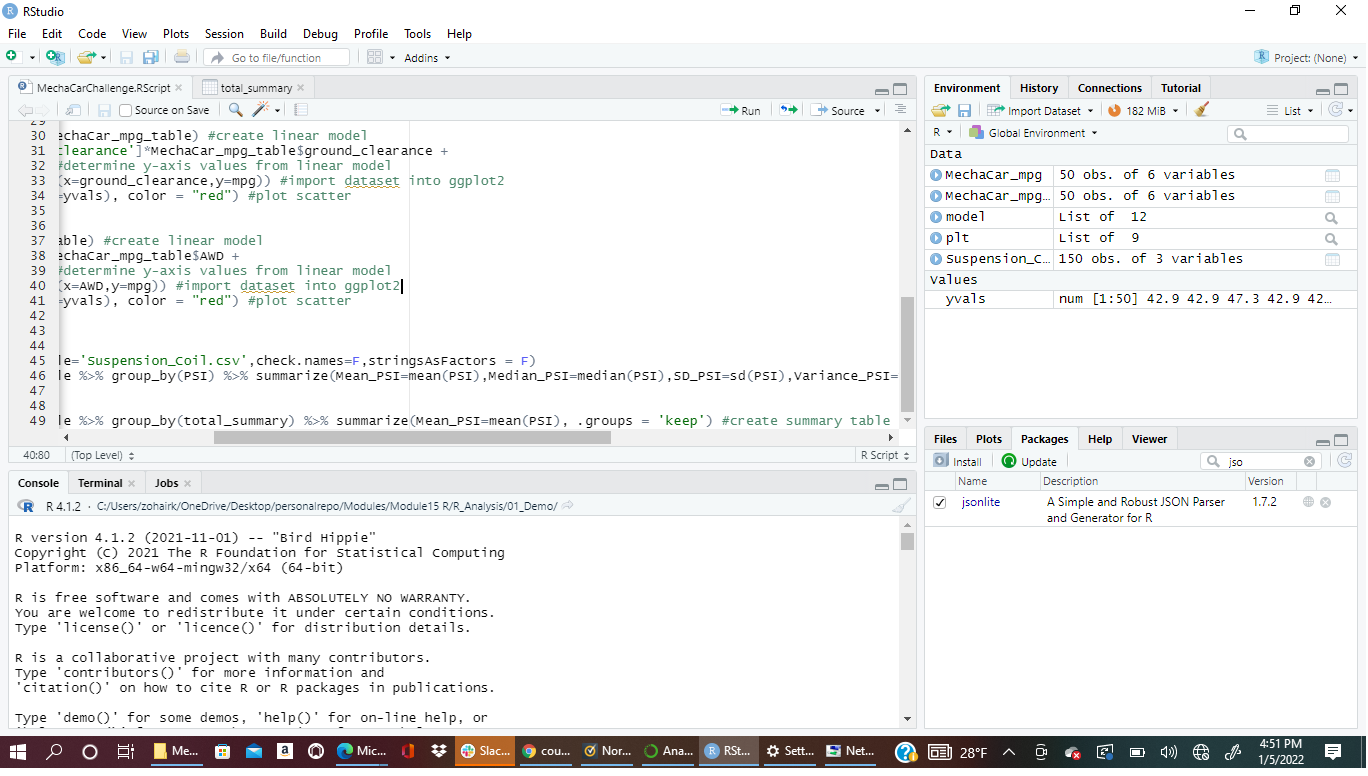 RStudio
File Edit Code View Plots Session Build Debug Profile Tools Help
Go to file/function Addins Project: (None)
MechaCarChallenge.RScript total_summary
Source on Save Run Source
29
30 echaCar_mpg_table) #create linear model
31 clearance']*MechaCar_mpg_table$ground_clearance +
32 #determine y-axis values from linear model
33 (x=ground_clearance,y=mpg)) #import dataset into ggplot2
34 =yvals), color = "red") #plot scatter
35
36
37 able) #create linear model
38 echaCar_mpg_table$AWD +
39 #determine y-axis values from linear model
40 (x=AWD,y=mpg)) #import dataset into ggplot2
41 =yvals), color = "red") #plot scatter
42
43
44
45 le='Suspension_Coil.csv',check.names=F,stringsAsFactors = F)
46 le %>% group_by(PSI) %>% summarize(Mean_PSI=mean(PSI),Median_PSI=median(PSI),SD_PSI=sd(PSI),Variance_PSI=
47
48
49 le %>% group_by(total_summary) %>% summarize(Mean_PSI=mean(PSI), .groups = 'keep') #create summary table
40:80 (Top Level) R Script
Console Terminal Jobs
R 4.1.2 · C:/Users/zohairk/OneDrive/Desktop/personalrepo/Modules/Module15 R/R_Analysis/01_Demo/
R version 4.1.2 (2021-11-01) -- "Bird Hippie"
Copyright (C) 2021 The R Foundation for Statistical Computing
Platform: x86_64-w64-mingw32/x64 (64-bit)
R is free software and comes with ABSOLUTELY NO WARRANTY.
You are welcome to redistribute it under certain conditions.
Type 'license()' or 'licence()' for distribution details.
R is a collaborative project with many contributors.
Type 'contributors()' for more information and
'citation()' on how to cite R or R packages in publications.
Type 'demo()' for some demos, 'help()' for on-line help, or
Environment History Connections Tutorial
Import Dataset 182 MiB List
R Global Environment
Data
MechaCar_mpg 50 obs. of 6 variables
MechaCar_mpg… 50 obs. of 6 variables
model List of 12
plt List of 9
Suspension_C… 150 obs. of 3 variables
Values
yvals num [1:50] 42.9 42.9 47.3 42.9 42…
Files Plots Packages Help Viewer
Install Update jso
Name Description Version
jsonlite A Simple and Robust JSON Parser 1.7.2
and Generator for R
Me... Mic... Slac... cou... Nor... Ana... RSt... Sett... Net... 28°F 4:51 PM
1/5/2022